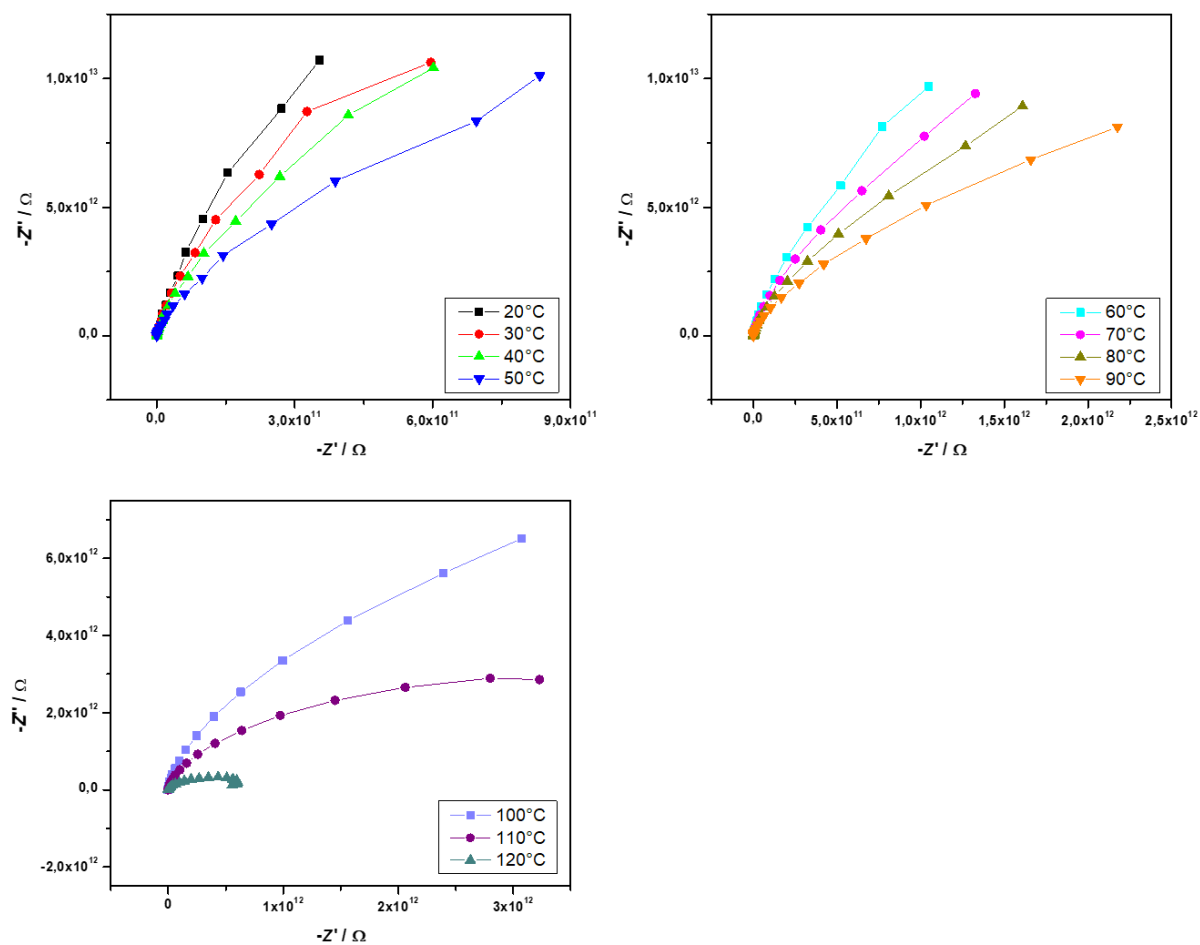 1,0x10¹³
5,0x10¹²
0,0
-Z'' / Ω
0,0
3,0x10¹¹
6,0x10¹¹
9,0x10¹¹
-Z' / Ω
20°C
30°C
40°C
50°C
1,0x10¹³
5,0x10¹²
0,0
-Z'' / Ω
0,0
5,0x10¹¹
1,0x10¹²
1,5x10¹²
2,0x10¹²
2,5x10¹²
-Z' / Ω
60°C
70°C
80°C
90°C
6,0x10¹²
4,0x10¹²
2,0x10¹²
0,0
-2,0x10¹²
-Z'' / Ω
0
1x10¹²
2x10¹²
3x10¹²
-Z' / Ω
100°C
110°C
120°C